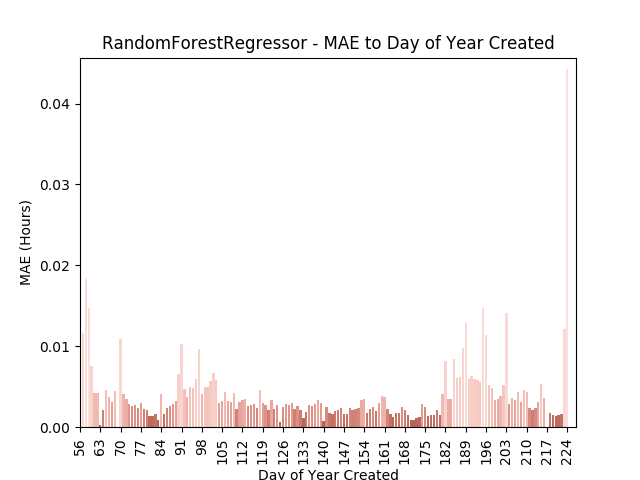 RandomForestRegressor - MAE to Day of Year Created
0.04
0.03
0.02
0.01
0.00
MAE (Hours)
56 63 70 77 84 91 98 105 112 119 126 133 140 147 154 161 168 175 182 189 196 203 210 217 224
Day of Year Created